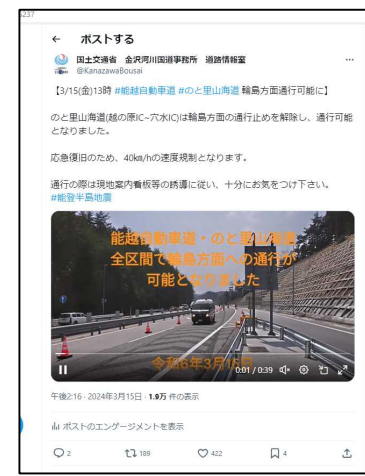 5237
← ポストする
国土交通省 金沢河川国道事務所 道路情報室
@KanazawaBousai
【3/15(金)13時 #能越自動車道 #のと里山海道 輪島方面通行可能に】
のと里山海道(越の原IC~穴水IC)は輪島方面の通行止めを解除し、通行可能
となりました。
応急復旧のため、40km/hの速度規制となります。
通行の際は現地案内看板等の誘導に従い、十分にお気をつけ下さい。
#能登半島地震
能越自動車道・のと里山海道
全区間で輪島方面への通行が
可能となりました
令和6年3月15日
0:01 / 0:39
午後2:16 · 2024年3月15日 · 1.9万 件の表示
ポストのエンゲージメントを表示
2 189 422 4